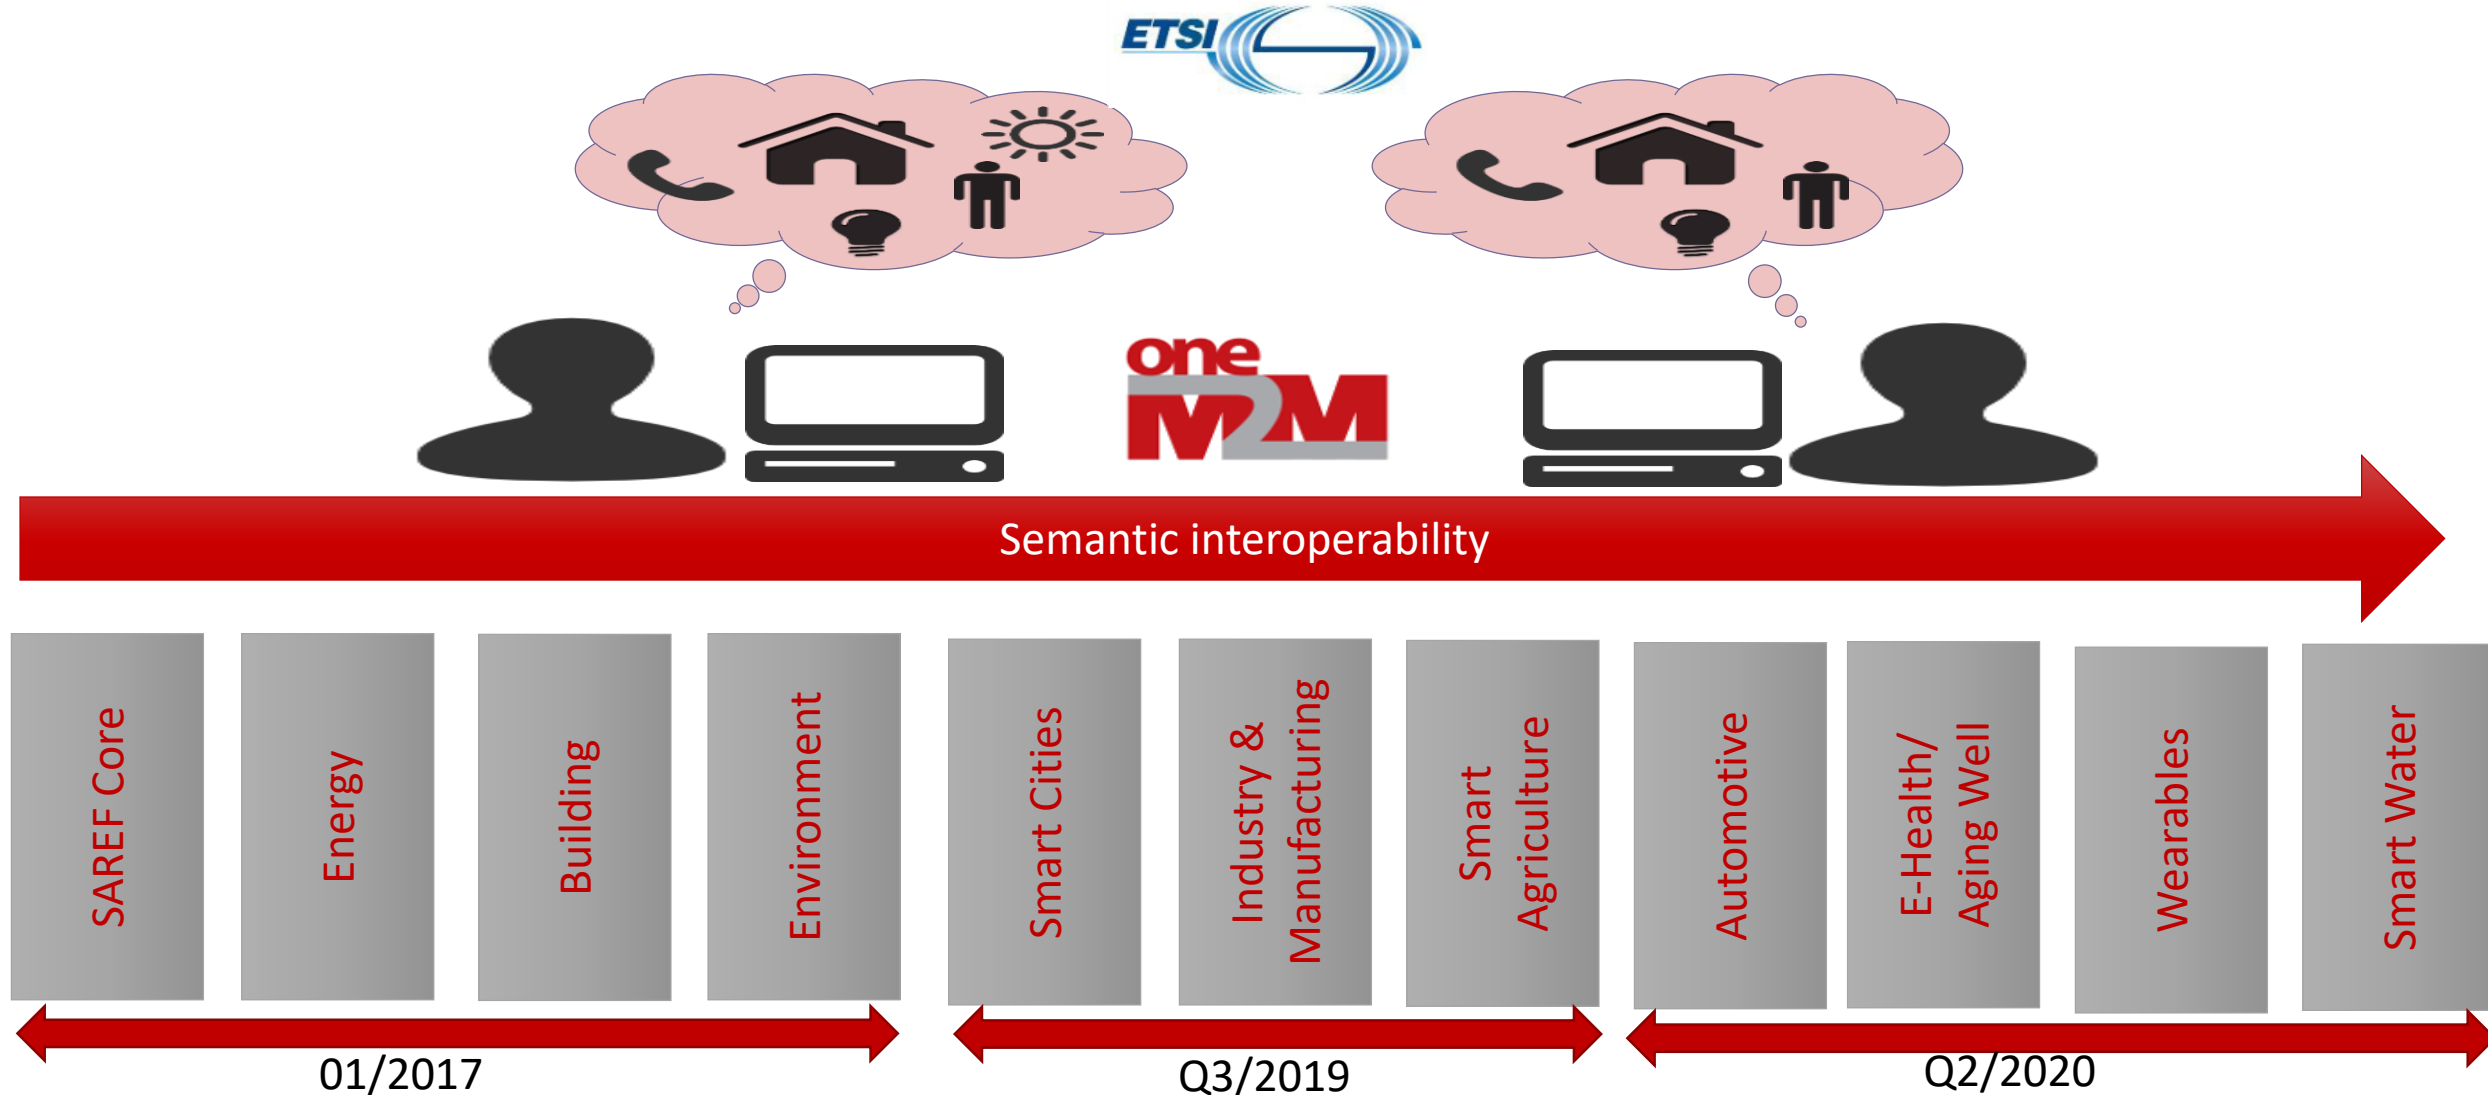 ETSI
one
M2M
Semantic interoperability
SAREF Core
Energy
Building
Environment
Smart Cities
Industry &
Manufacturing
Smart
Agriculture
Automotive
E-Health/
Aging Well
Wearables
Smart Water
01/2017
Q3/2019
Q2/2020